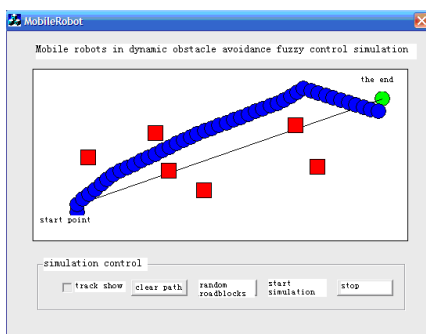 MobileRobot
Mobile robots in dynamic obstacle avoidance fuzzy control simulation
the end
start point
simulation control
track show
clear path
random
roadblocks
start
simulation
stop